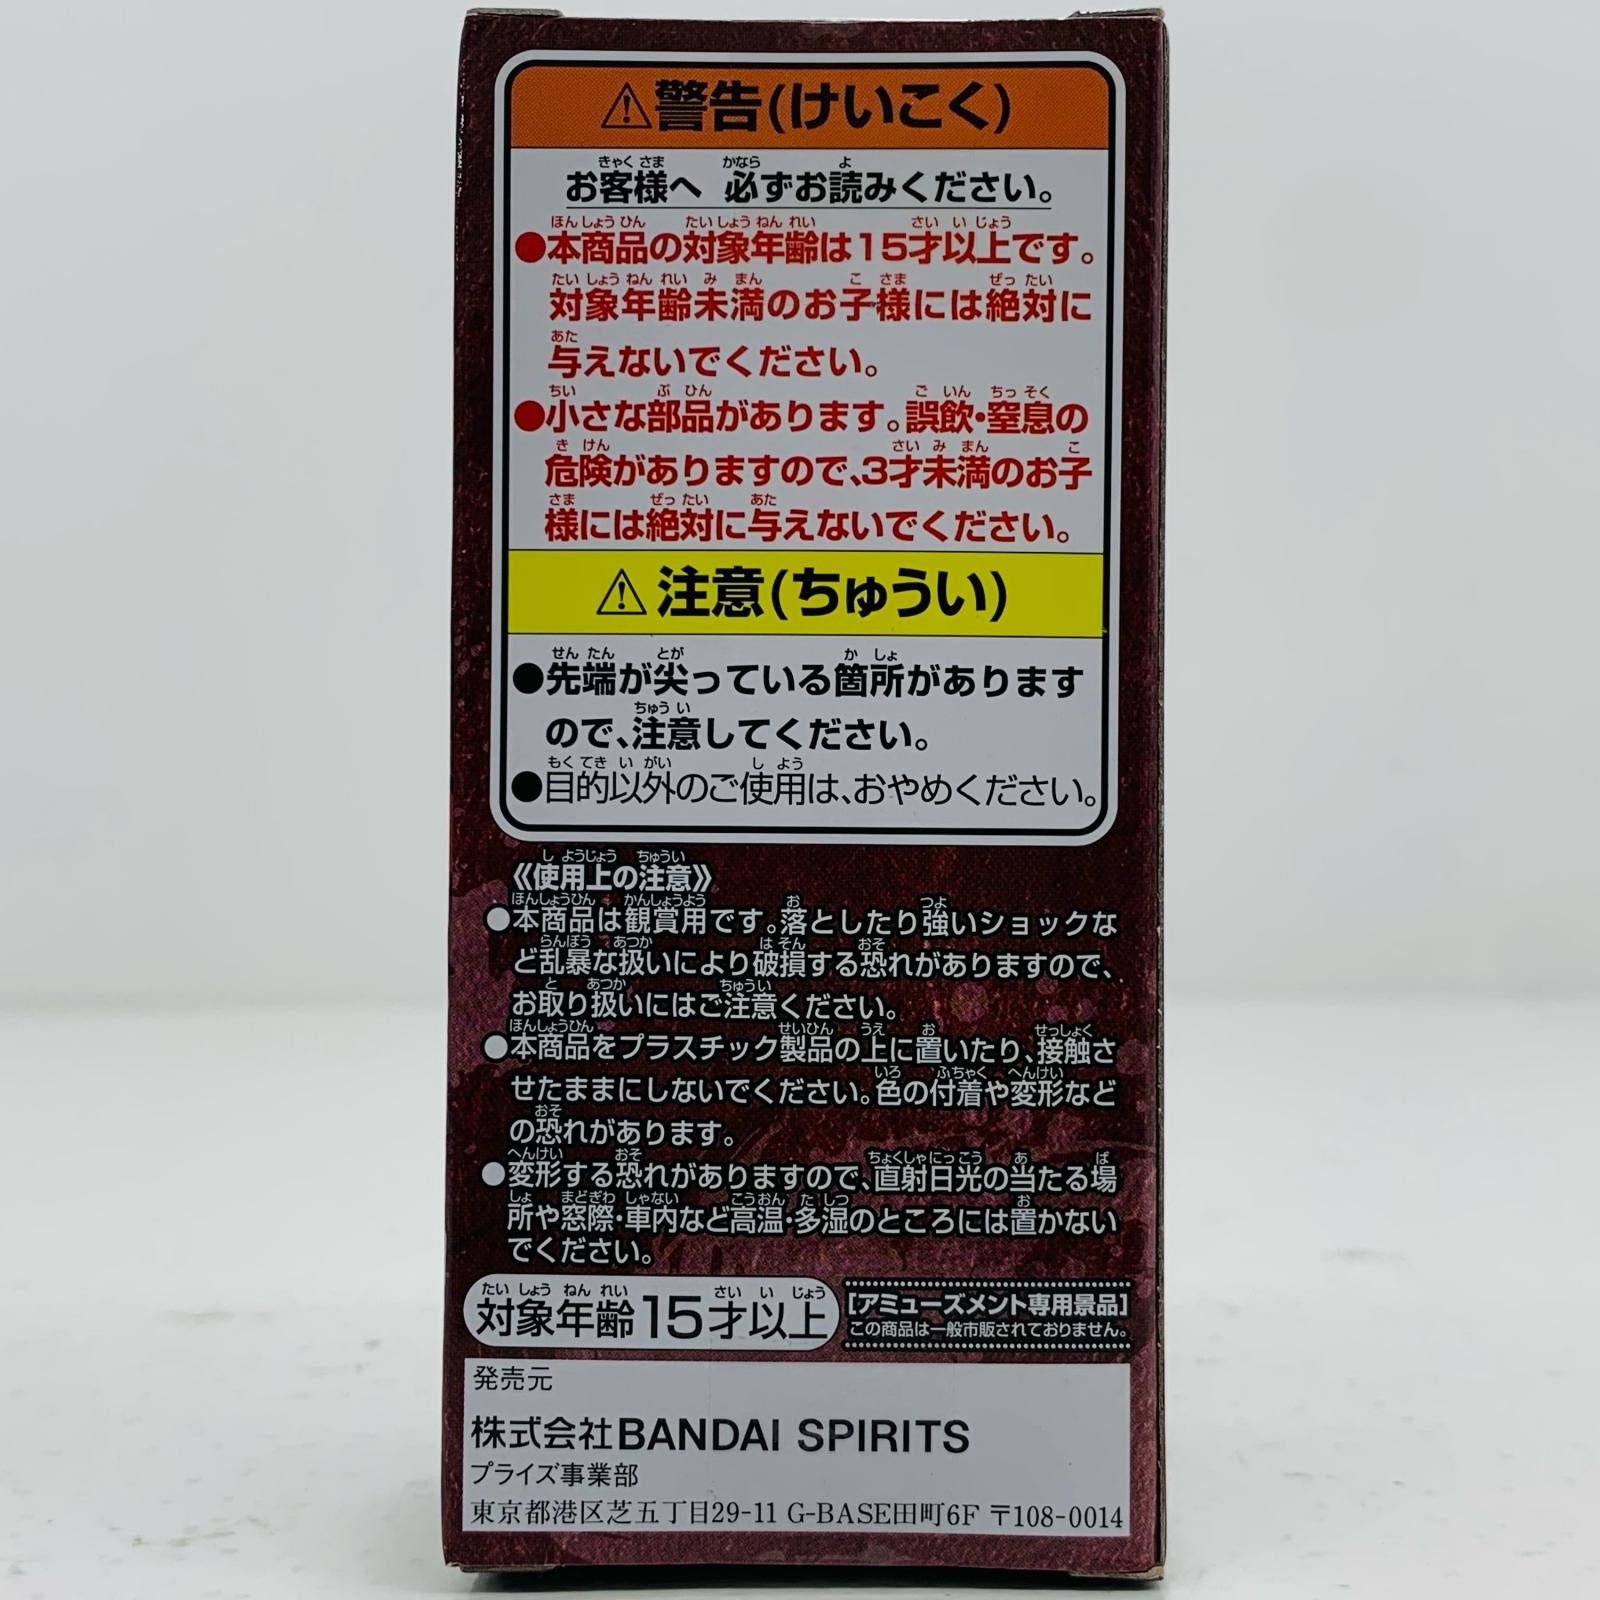 ⚠警告(けいこく)
お客様へ 必ずお読みください。
●本商品の対象年齢は15才以上です。
対象年齢未満のお子様には絶対に
与えないでください。
●小さな部品があります。誤飲・窒息の
危険がありますので、3才未満のお子
様には絶対に与えないでください。
⚠注意(ちゅうい)
●先端が尖っている箇所があります
ので、注意してください。
●目的以外のご使用は、おやめください。
《使用上の注意》
●本商品は観賞用です。落としたり強いショックな
ど乱暴な扱いにより破損する恐れがありますので、
お取り扱いにはご注意ください。
●本商品をプラスチック製品の上に置いたり、接触さ
せたままにしないでください。色の付着や変形など
の恐れがあります。
●変形する恐れがありますので、直射日光の当たる場
所や窓際・車内など高温・多湿のところには置かない
でください。
対象年齢15才以上
[アミューズメント専用景品]
この商品は一般市販されておりません。
発売元
株式会社BANDAI SPIRITS
プライズ事業部
東京都港区芝五丁目29-11 G-BASE田町6F 〒108-0014